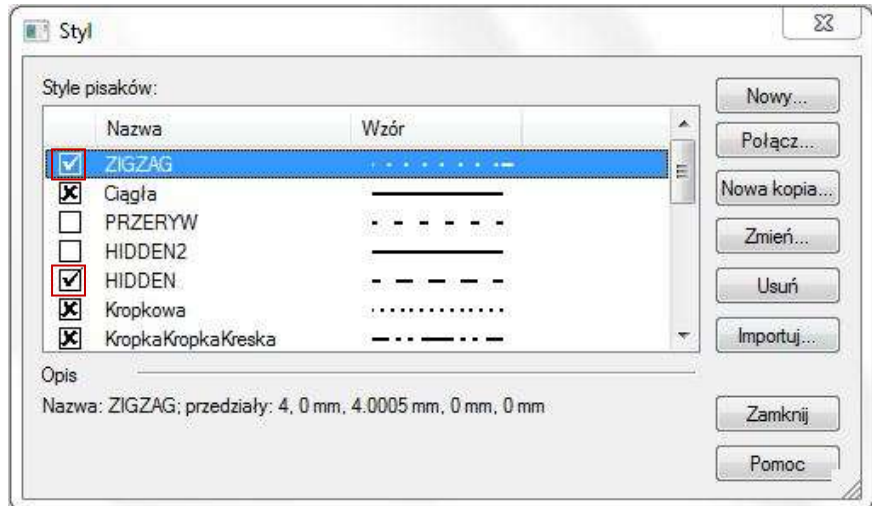 Styl
Style pisaków:
Nazwa Wzór
ZIGZAG
Ciągła
PRZERYW
HIDDEN2
HIDDEN
Kropkowa
KropkaKropkaKreska
Nowy...
Połącz...
Nowa kopia...
Zmień...
Usuń
Importuj...
Opis
Nazwa: ZIGZAG; przedziały: 4, 0 mm, 4.0005 mm, 0 mm, 0 mm
Zamknij
Pomoc